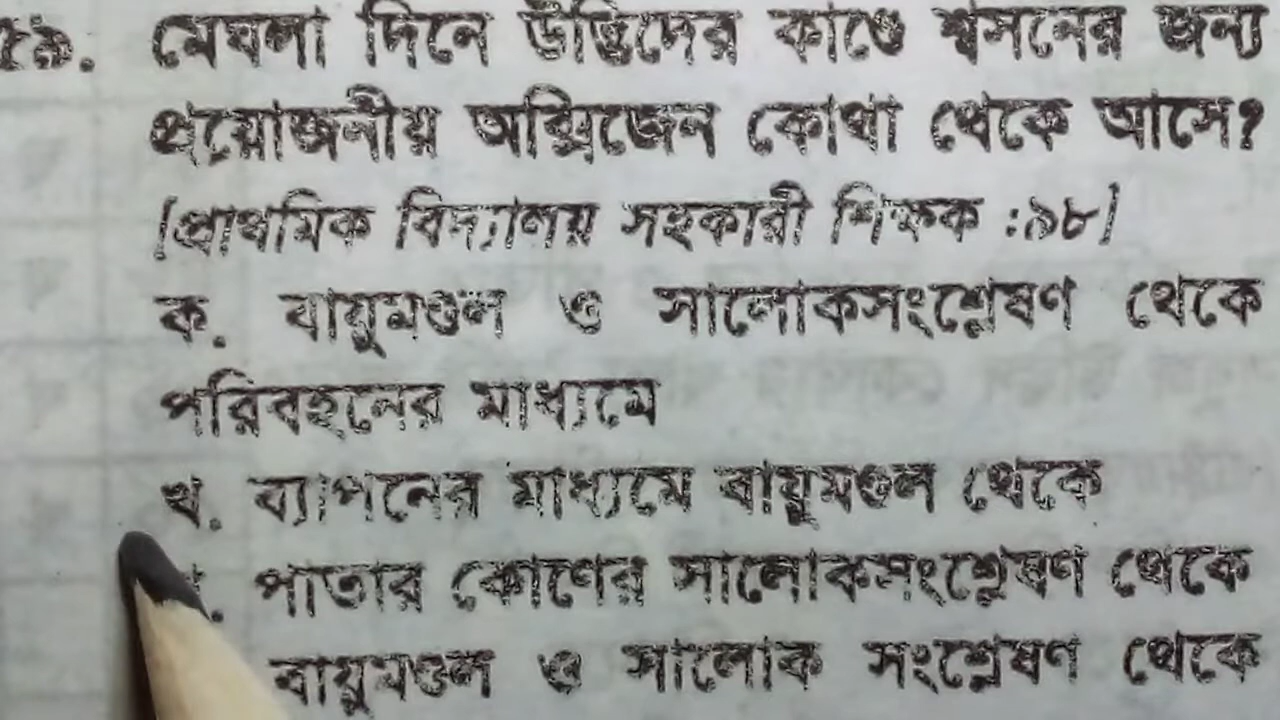 ৫৯. মেঘলা দিনে উদ্ভিদের কাণ্ডে শ্বসনের জন্য
প্রয়োজনীয় অক্সিজেন কোথা থেকে আসে?
[প্রাথমিক বিদ্যালয় সহকারী শিক্ষক :৯৮]
ক. বায়ুমণ্ডল ও সালোকসংশ্লেষণ থেকে
পরিবহনের মাধ্যমে
খ. ব্যাপনের মাধ্যমে বায়ুমণ্ডল থেকে
পাতার কোণের সালোকসংশ্লেষণ থেকে
বায়ুমণ্ডল ও সালোক সংশ্লেষণ থেকে